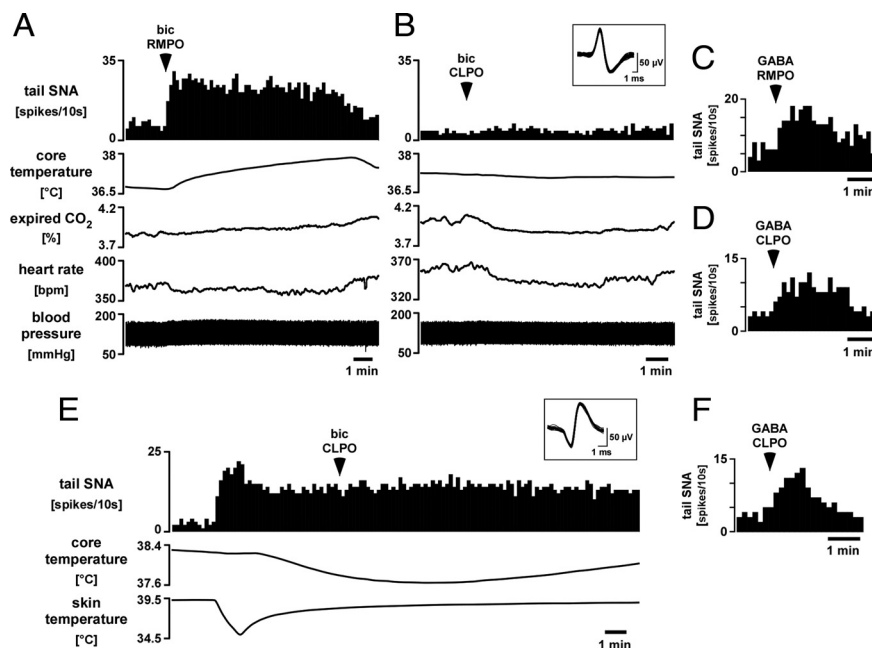 A
bic
RMPO
tail SNA
[spikes/10s]
35
0
core
temperature
[°C]
38
36.5
expired CO2
[%]
4.2
3.7
heart rate
[bpm]
400
350
blood
pressure
[mmHg]
200
50
1 min
B
bic
CLPO
50 µV
1 ms
35
0
38
36.5
4.2
3.7
370
320
200
50
1 min
C
GABA
RMPO
tail SNA
[spikes/10s]
20
0
1 min
D
GABA
CLPO
tail SNA
[spikes/10s]
15
0
1 min
E
bic
CLPO
50 µV
1 ms
tail SNA
[spikes/10s]
25
0
core
temperature
[°C]
38.4
37.6
skin
temperature
[°C]
39.5
34.5
1 min
F
GABA
CLPO
tail SNA
[spikes/10s]
15
0
1 min